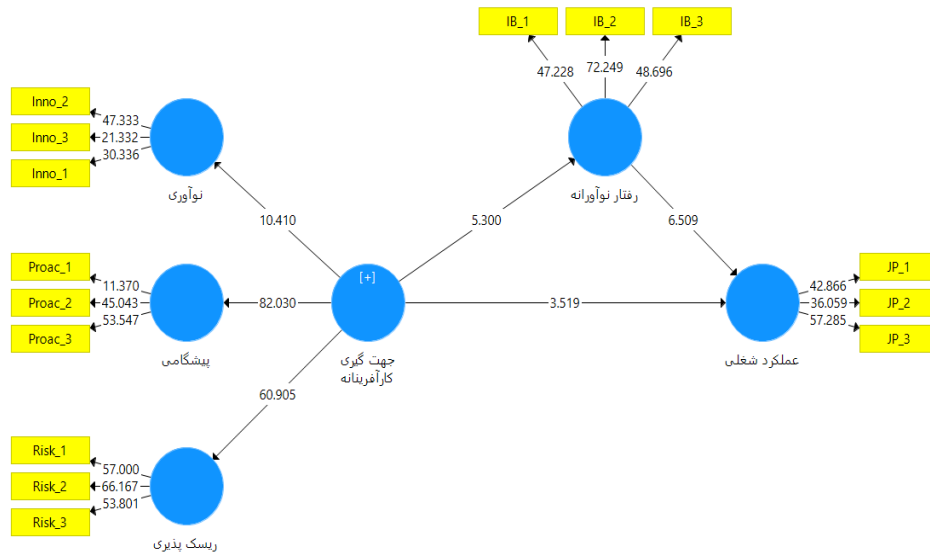 IB_1
IB_2
IB_3
47.228
72.249
48.696
رفتار نوآورانه
Inno_2
Inno_3
Inno_1
47.333
21.332
30.336
نوآوری
10.410
5.300
6.509
Proac_1
Proac_2
Proac_3
11.370
45.043
53.547
پیشگامی
82.030
[+]
جهت گیری
کارآفرینانه
3.519
42.866
36.059
57.285
JP_1
JP_2
JP_3
عملکرد شغلی
60.905
Risk_1
Risk_2
Risk_3
57.000
66.167
53.801
ریسک پذیری